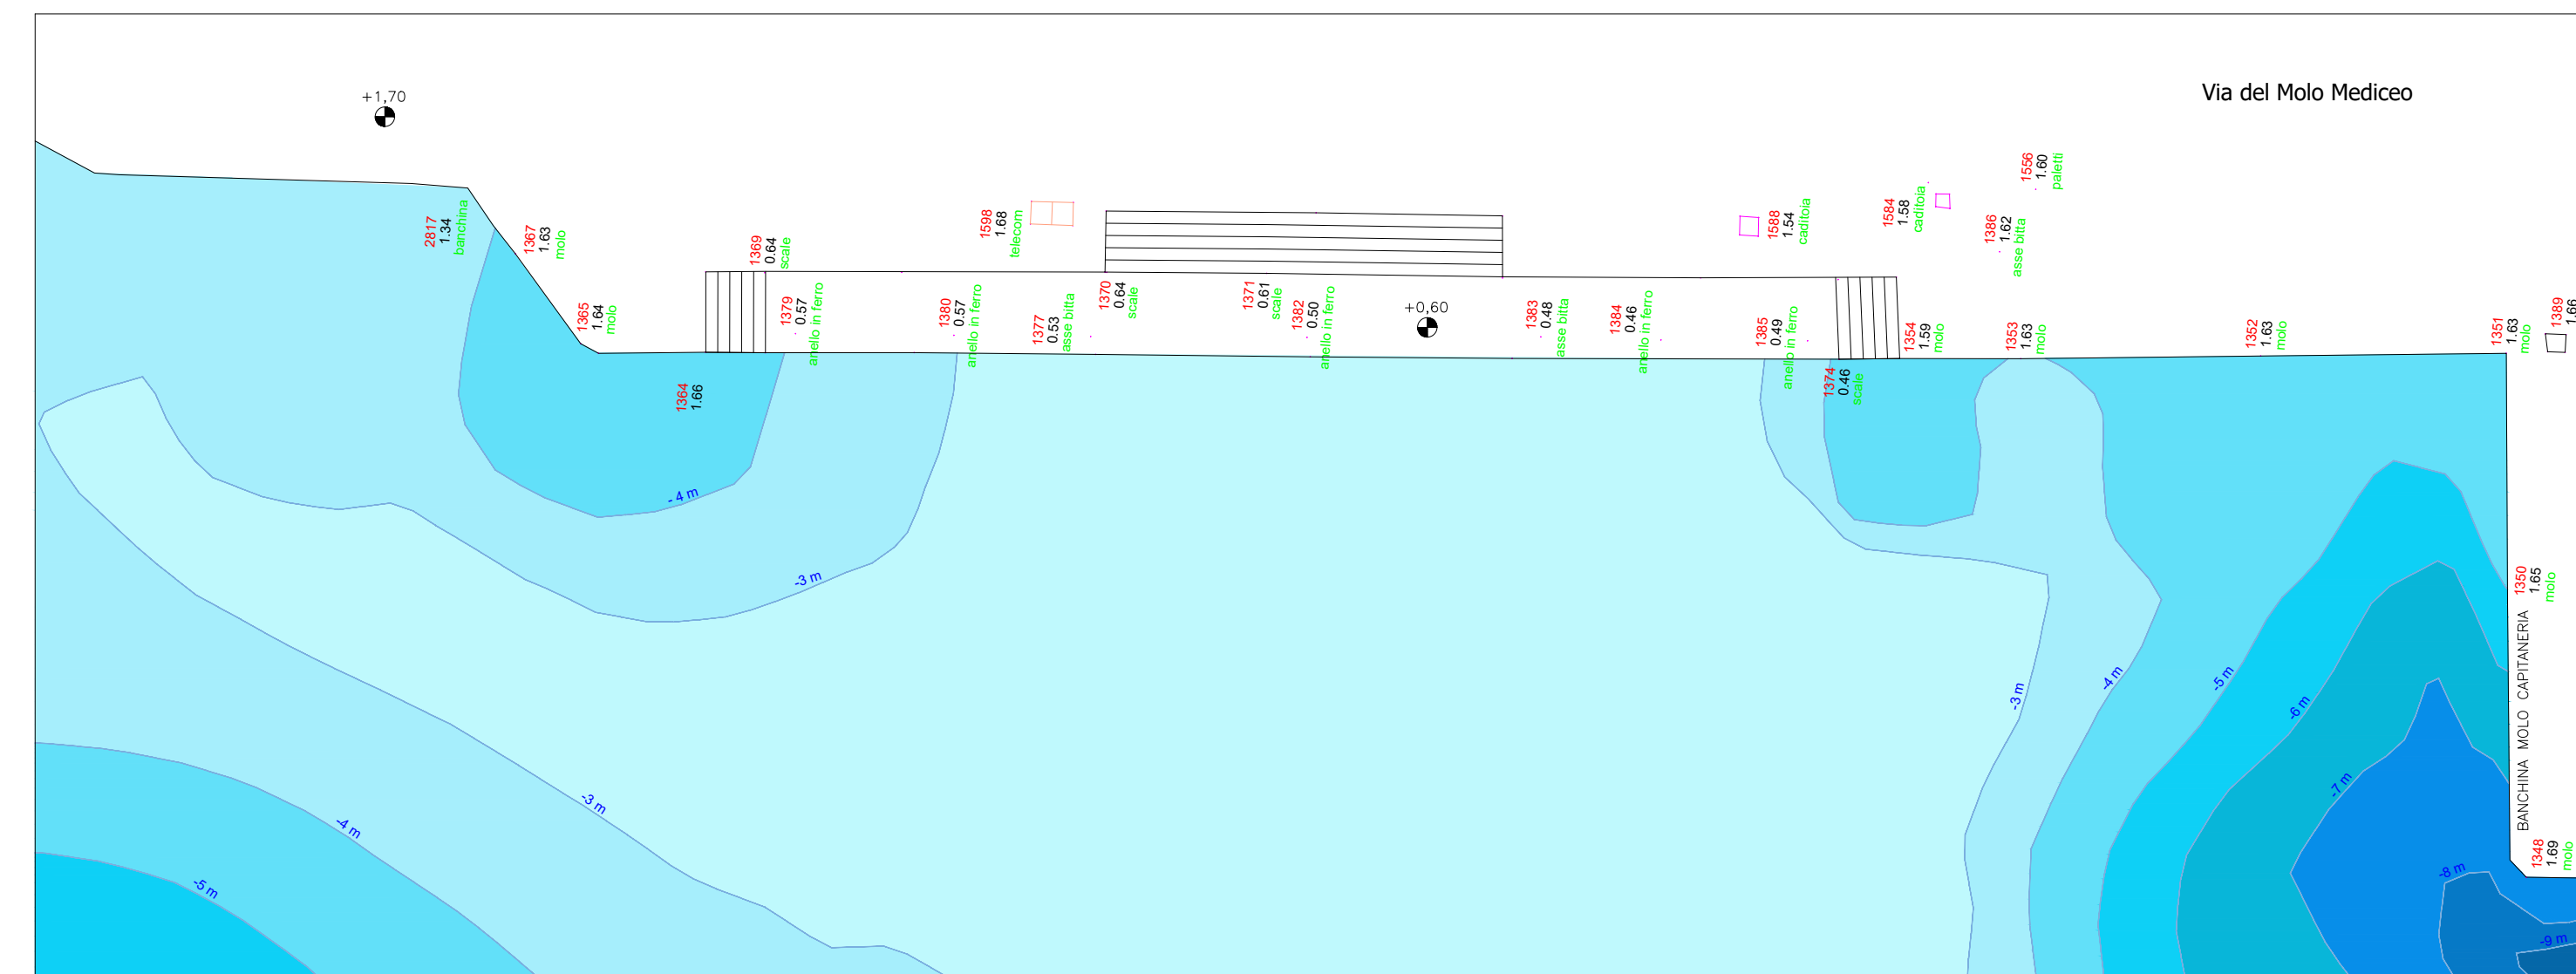 Via del Molo Mediceo
+1,70
2817
1.34
banchina
1367
1.63
molo
1365
1.64
molo
1364
1.66
1369
0.64
scale
1379
0.57
anello in ferro
1380
0.57
anello in ferro
1598
1.68
telecom
1377
0.53
asse bitta
1370
0.64
scale
1371
0.61
scale
1382
0.50
anello in ferro
+0,60
1383
0.48
asse bitta
1384
0.46
anello in ferro
1385
0.49
anello in ferro
1588
1.54
caditoia
1584
1.58
caditoia
1374
0.46
scale
1354
1.59
molo
1386
1.62
asse bitta
1556
1.60
paletti
1353
1.63
molo
1352
1.63
molo
1351
1.63
molo
1389
1.66
1350
1.65
molo
BANCHINA MOLO CAPITANERIA
1348
1.69
molo
- 4 m
-3 m
-3 m
-4 m
-5 m
-3 m
-4 m
-5 m
-6 m
-7 m
-8 m
-9 m